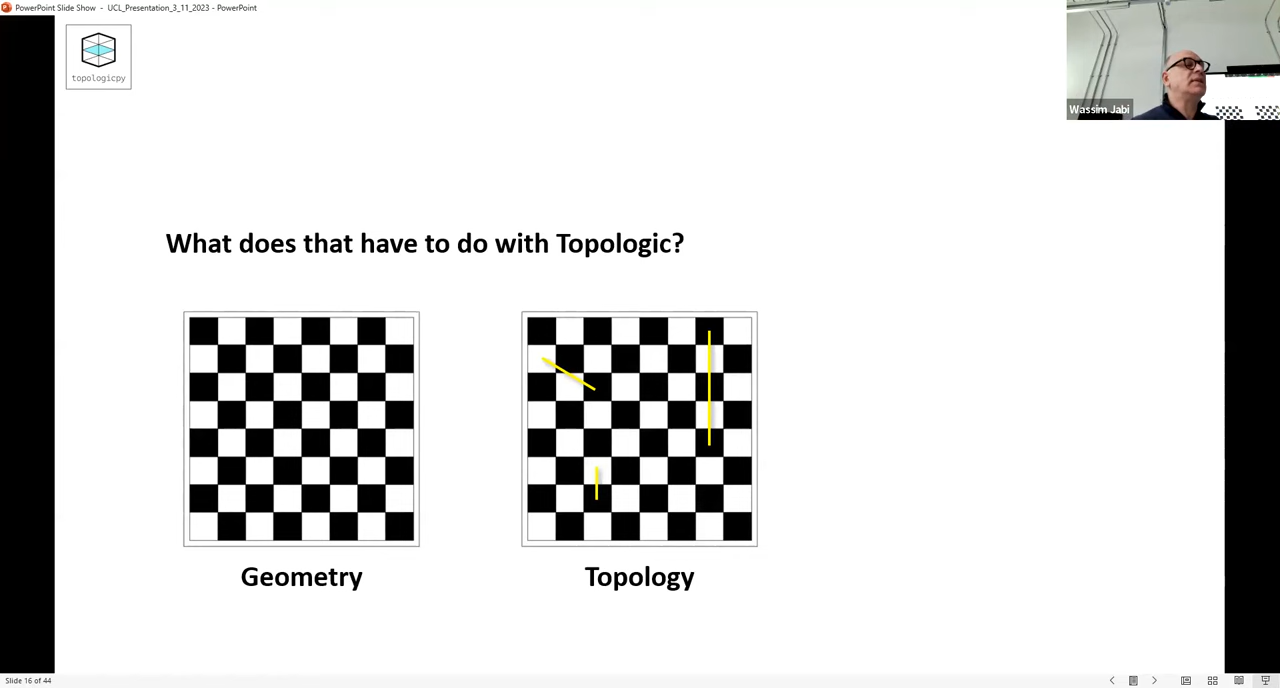 PowerPoint Slide Show - UCL_Presentation_3_11_2023 - PowerPoint
topologicpy
Wassim Jabi
What does that have to do with Topologic?
Geometry
Topology
Slide 16 of 44